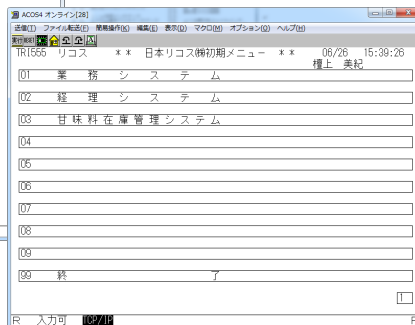 ACOS4 オンライン[28]
送信(T) ファイル転送(F) 簡易操作(K) 編集(E) 表示(D) マクロ(M) オプション(O) ヘルプ(H)
TRI555 リコス ** 日本リコス㈱初期メニュー ** 06/26 15:39:26
檀上 美紀
01 業 務 シ ス テ ム
02 経 理 シ ス テ ム
03 甘 味 料 在 庫 管 理 シ ス テ ム
04
05
06
07
08
09
99 終 了
1
R 入力可 TCP/IP